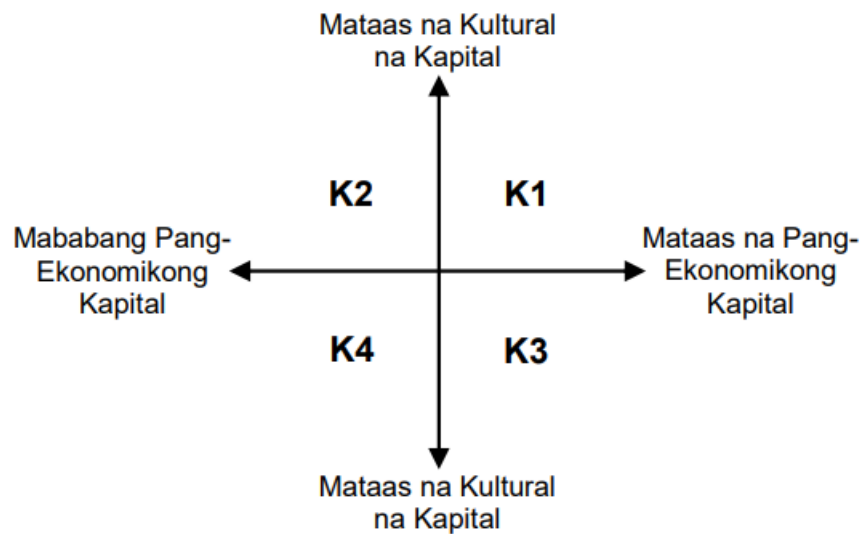 Mataas na Kultural
na Kapital
K2
K1
Mababang Pang-
Ekonomikong
Kapital
Mataas na Pang-
Ekonomikong
Kapital
K4
K3
Mataas na Kultural
na Kapital